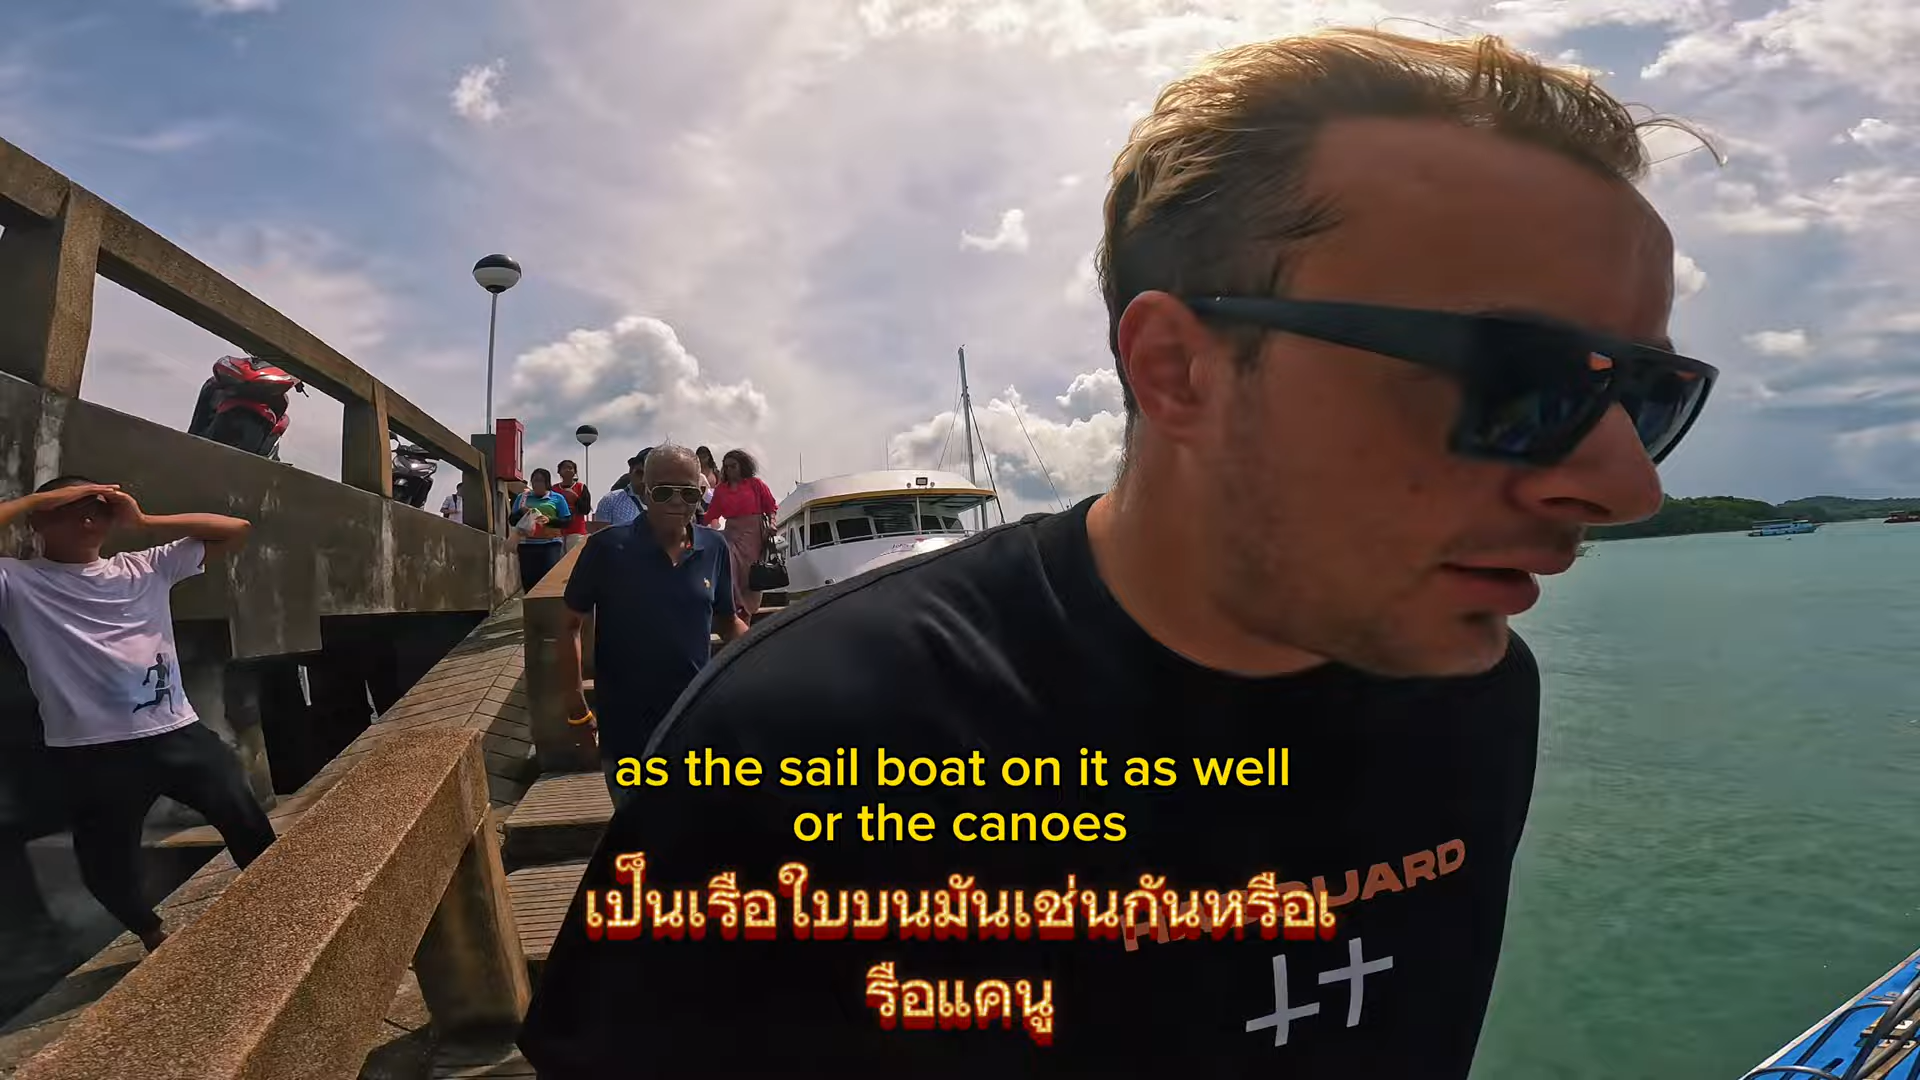 as the sail boat on it as well
or the canoes
เป็นเรือใบบนมันเช่นกันหรือเ
รือแคนู